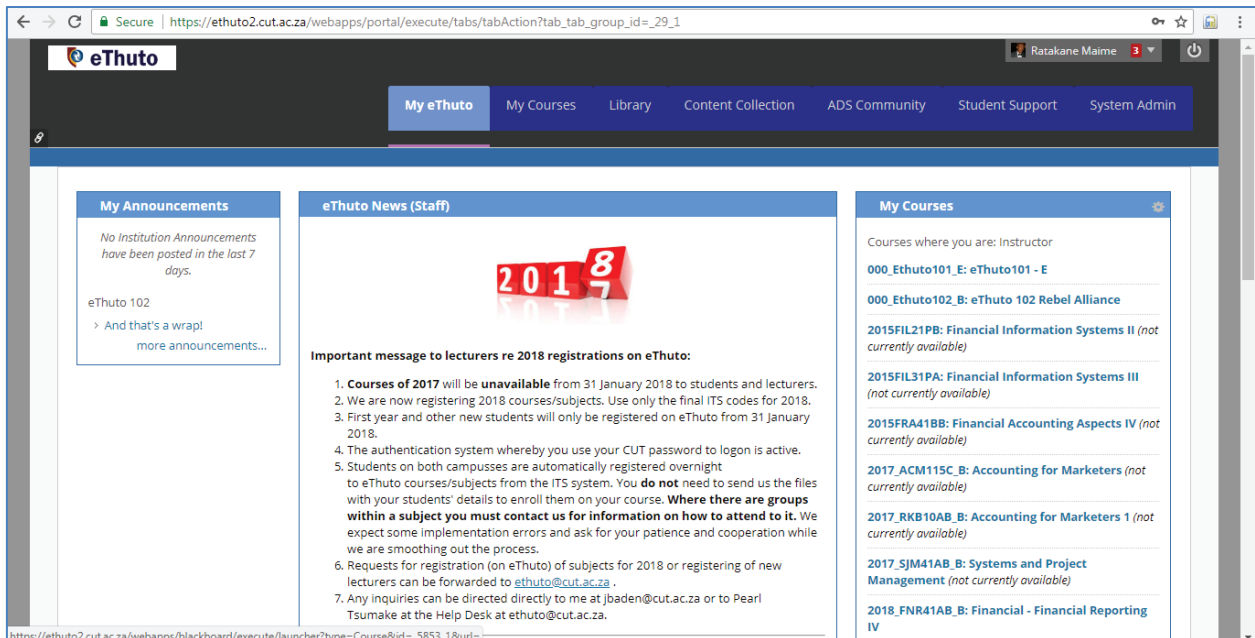 Secure | https://ethuto2.cut.ac.za/webapps/portal/execute/tabs/tabAction?tab_tab_group_id=_29_1
eThuto
Ratakane Maime 3
My eThuto My Courses Library Content Collection ADS Community Student Support System Admin
My Announcements
No Institution Announcements
have been posted in the last 7
days.
eThuto 102
> And that's a wrap!
more announcements...
eThuto News (Staff)
2018
7
Important message to lecturers re 2018 registrations on eThuto:
1. Courses of 2017 will be unavailable from 31 January 2018 to students and lecturers.
2. We are now registering 2018 courses/subjects. Use only the final ITS codes for 2018.
3. First year and other new students will only be registered on eThuto from 31 January
2018.
4. The authentication system whereby you use your CUT password to logon is active.
5. Students on both campusses are automatically registered overnight
to eThuto courses/subjects from the ITS system. You do not need to send us the files
with your students' details to enroll them on your course. Where there are groups
within a subject you must contact us for information on how to attend to it. We
expect some implementation errors and ask for your patience and cooperation while
we are smoothing out the process.
6. Requests for registration (on eThuto) of subjects for 2018 or registering of new
lecturers can be forwarded to ethuto@cut.ac.za .
7. Any inquiries can be directed directly to me at jbaden@cut.ac.za or to Pearl
Tsumake at the Help Desk at ethuto@cut.ac.za.
My Courses
Courses where you are: Instructor
000_Ethuto101_E: eThuto101 - E
000_Ethuto102_B: eThuto 102 Rebel Alliance
2015FIL21PB: Financial Information Systems II (not
currently available)
2015FIL31PA: Financial Information Systems III
(not currently available)
2015FRA41BB: Financial Accounting Aspects IV (not
currently available)
2017_ACM115C_B: Accounting for Marketers (not
currently available)
2017_RKB10AB_B: Accounting for Marketers 1 (not
currently available)
2017_SJM41AB_B: Systems and Project
Management (not currently available)
2018_FNR41AB_B: Financial - Financial Reporting
IV
https://ethuto2.cut.ac.za/webapps/blackboard/execute/launcher?type=Course&id=_5853_1&url=